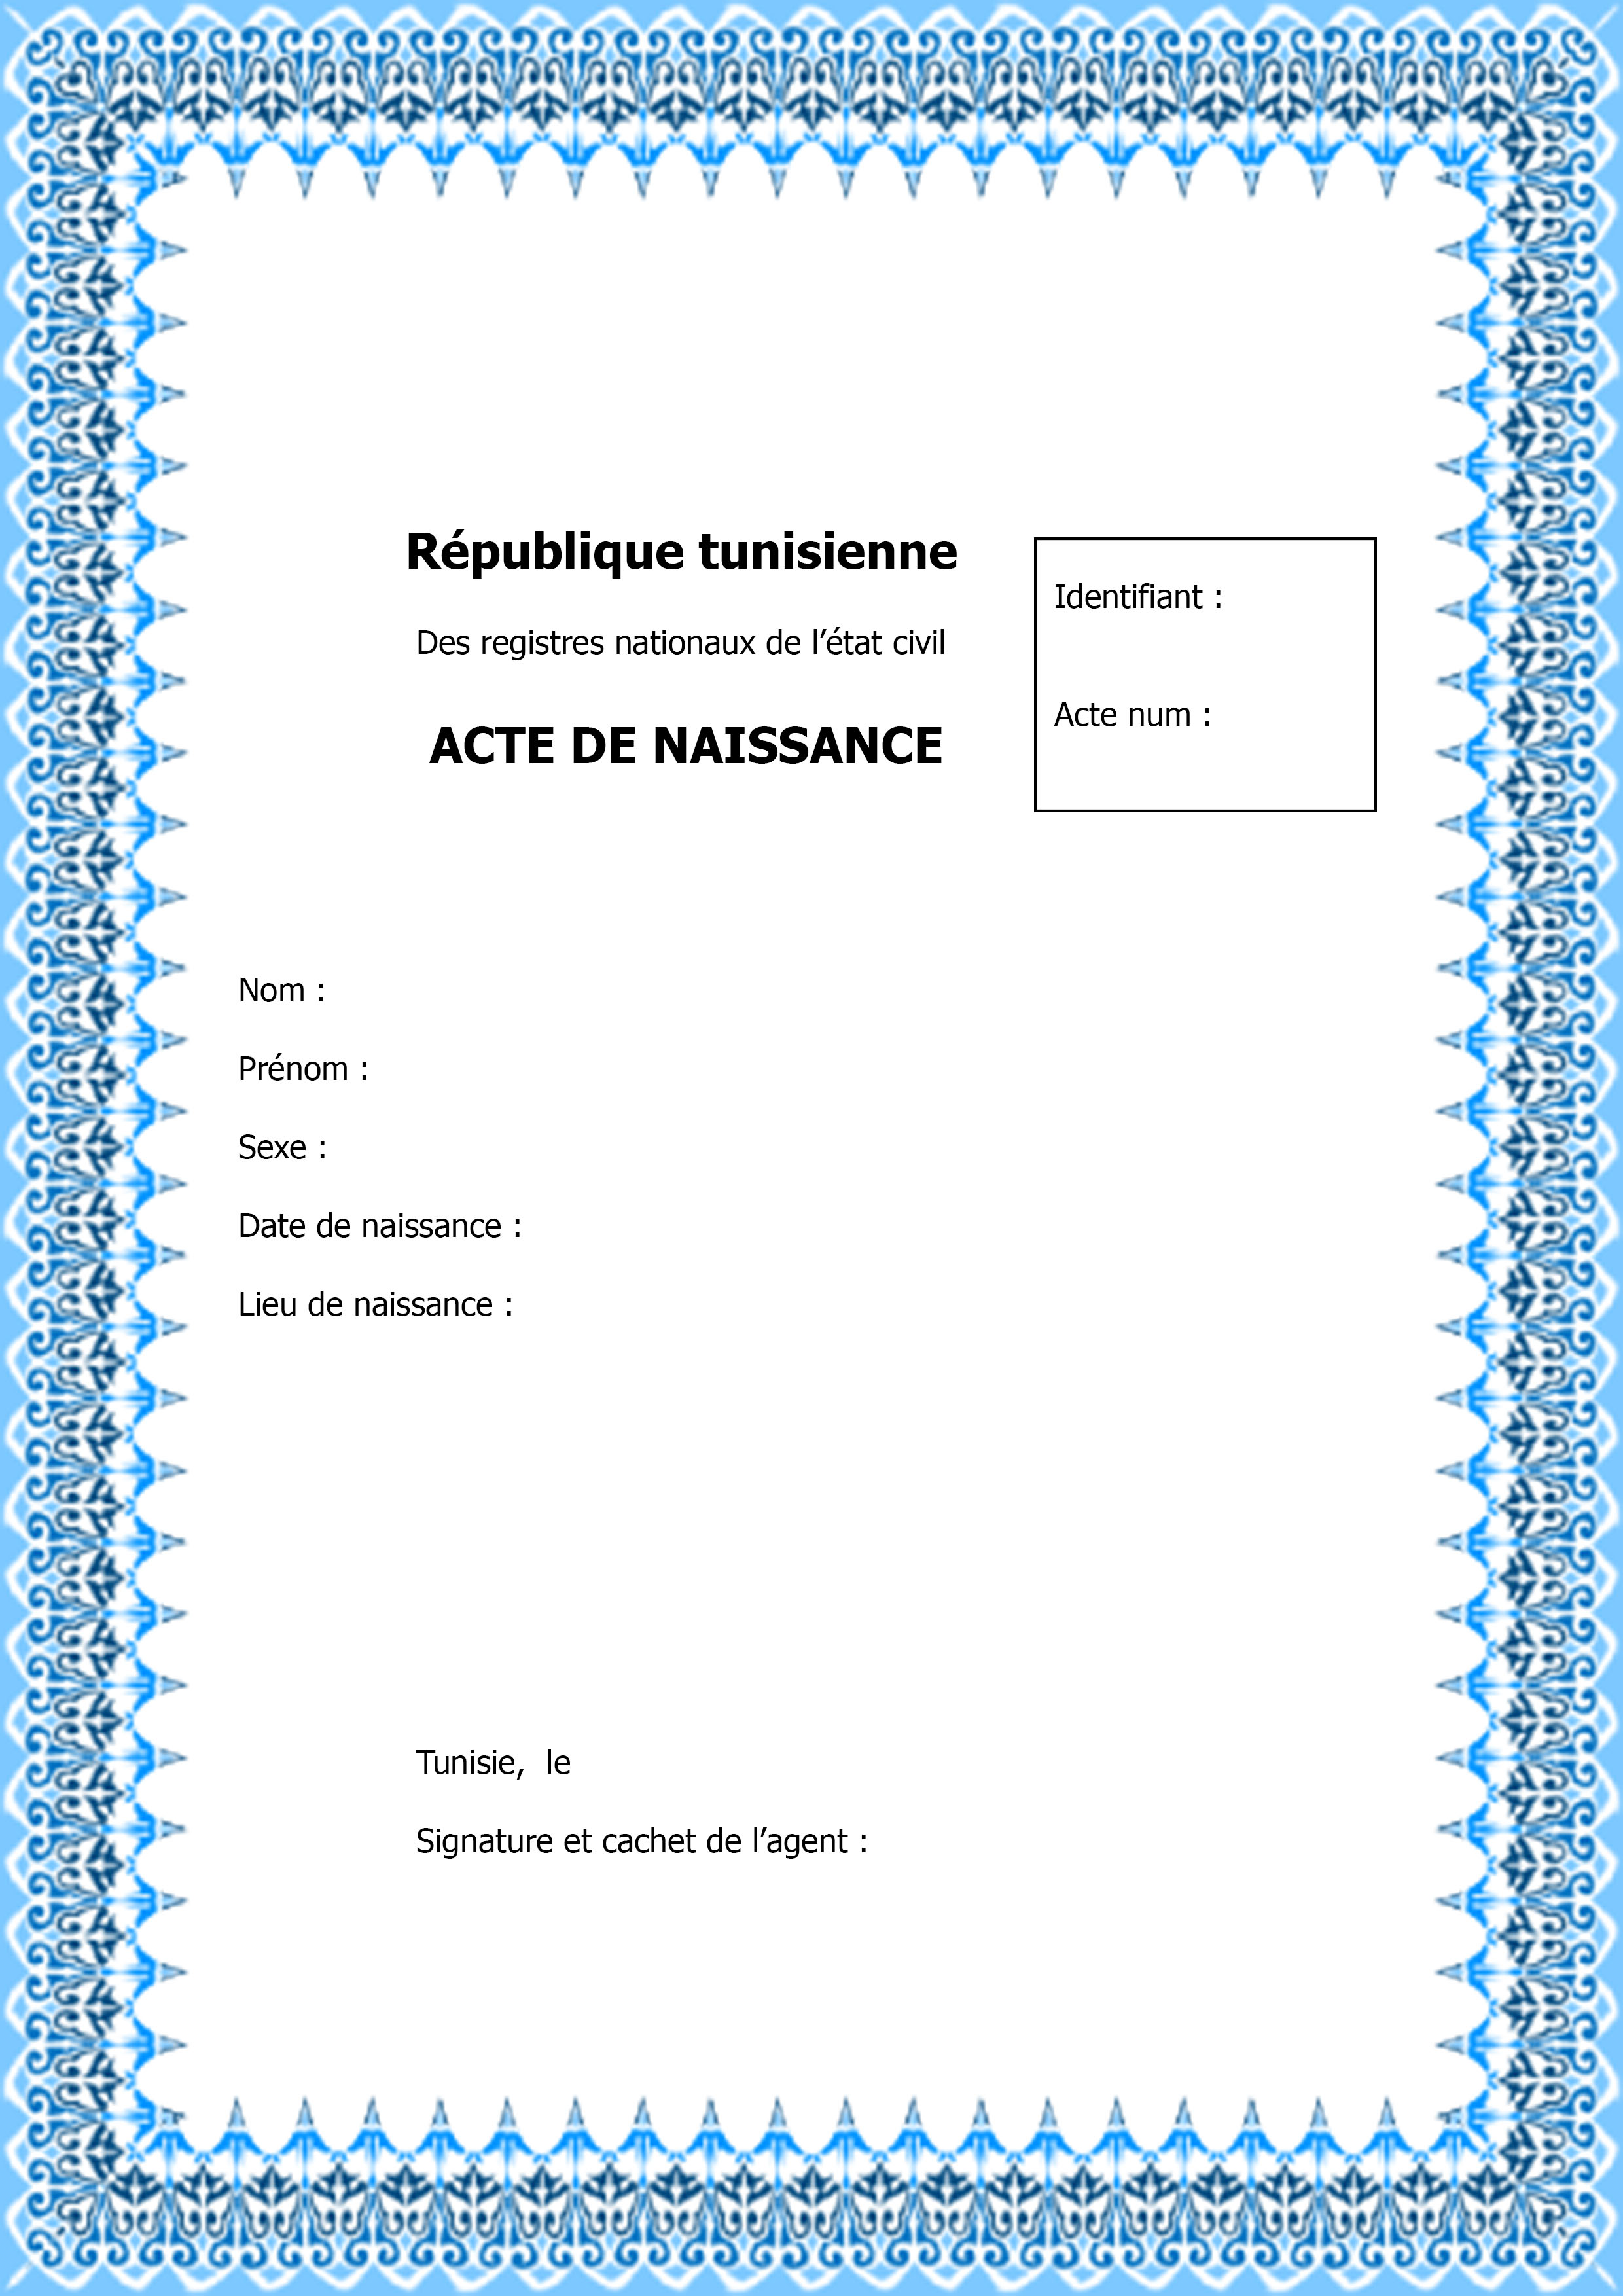 République tunisienne
Des registres nationaux de l’état civil
ACTE DE NAISSANCE
Identifiant :
Acte num :
Nom :
Prénom :
Sexe :
Date de naissance :
Lieu de naissance :
Tunisie,  le
Signature et cachet de l’agent :